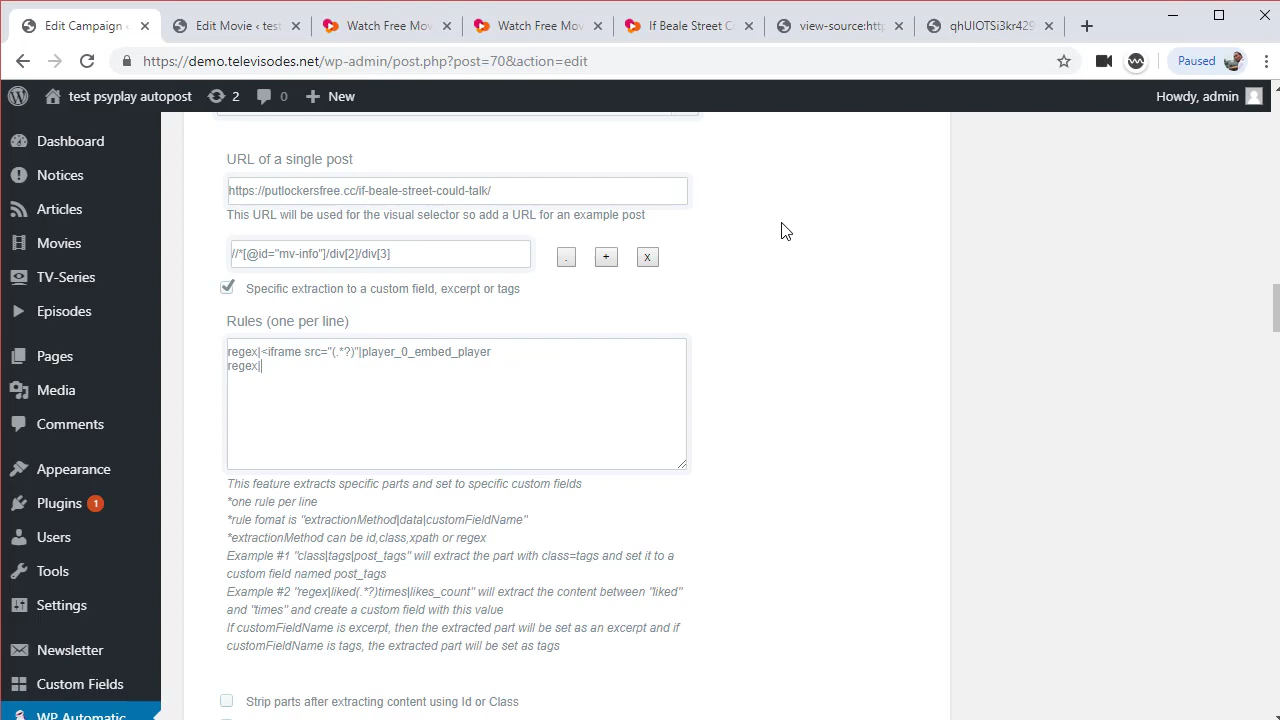 Edit Campaign ‹
Edit Movie ‹ test
Watch Free Mov
Watch Free Mov
If Beale Street C
view-source:http
qhUIOTSi3kr429
https://demo.televisodes.net/wp-admin/post.php?post=70&action=edit
Paused
test psyplay autopost
2
0
New
Howdy, admin
Dashboard
Notices
Articles
Movies
TV-Series
Episodes
Pages
Media
Comments
Appearance
Plugins 1
Users
Tools
Settings
Newsletter
Custom Fields
WP Automatic
URL of a single post
https://putlockersfree.cc/if-beale-street-could-talk/
This URL will be used for the visual selector so add a URL for an example post
//*[@id="mv-info"]/div[2]/div[3]
. + X
Specific extraction to a custom field, excerpt or tags
Rules (one per line)
regex|<iframe src="(.*?)"|player_0_embed_player
regex|
This feature extracts specific parts and set to specific custom fields
*one rule per line
*rule fomat is "extractionMethod|data|customFieldName"
*extractionMethod can be id,class,xpath or regex
Example #1 "class|tags|post_tags" will extract the part with class=tags and set it to a
custom field named post_tags
Example #2 "regex|liked(.*?)times|likes_count" will extract the content between "liked"
and "times" and create a custom field with this value
If customFieldName is excerpt, then the extracted part will be set as an excerpt and if
customFieldName is tags, the extracted part will be set as tags
Strip parts after extracting content using Id or Class